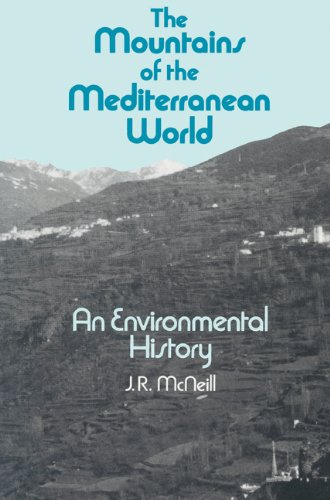 The
Mountains
of the
Mediterranean
World
An Environmental
History
J.R. McNeill